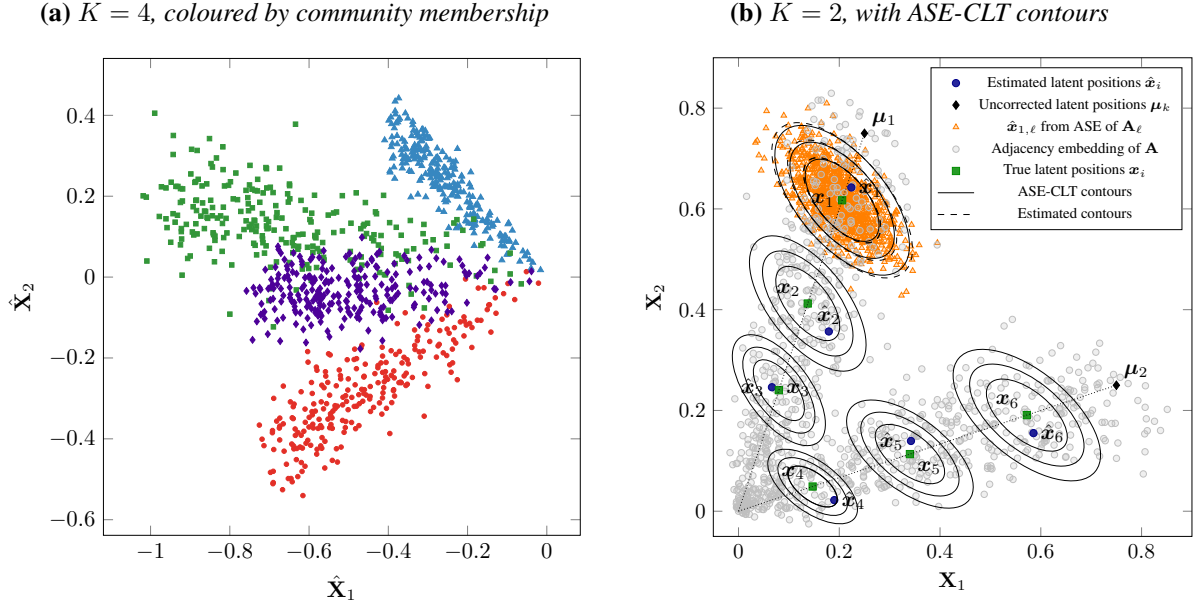 (a) K = 4, coloured by community membership
0.4
0.2
0
−0.2
−0.4
−0.6
−1
−0.8
−0.6
−0.4
−0.2
0
X̂₂
X̂₁
(b) K = 2, with ASE-CLT contours
Estimated latent positions x̂ᵢ
Uncorrected latent positions μₖ
x̂₁,ℓ from ASE of Aℓ
Adjacency embedding of A
True latent positions xᵢ
ASE-CLT contours
Estimated contours
0.8
0.6
0.4
0.2
0
0
0.2
0.4
0.6
0.8
X₂
X₁
μ₁
x̂₁
x₁
x₂
x̂₂
x̂₃
x₃
μ₂
x₆
x̂₆
x̂₅
x₅
x₄
x̂₄